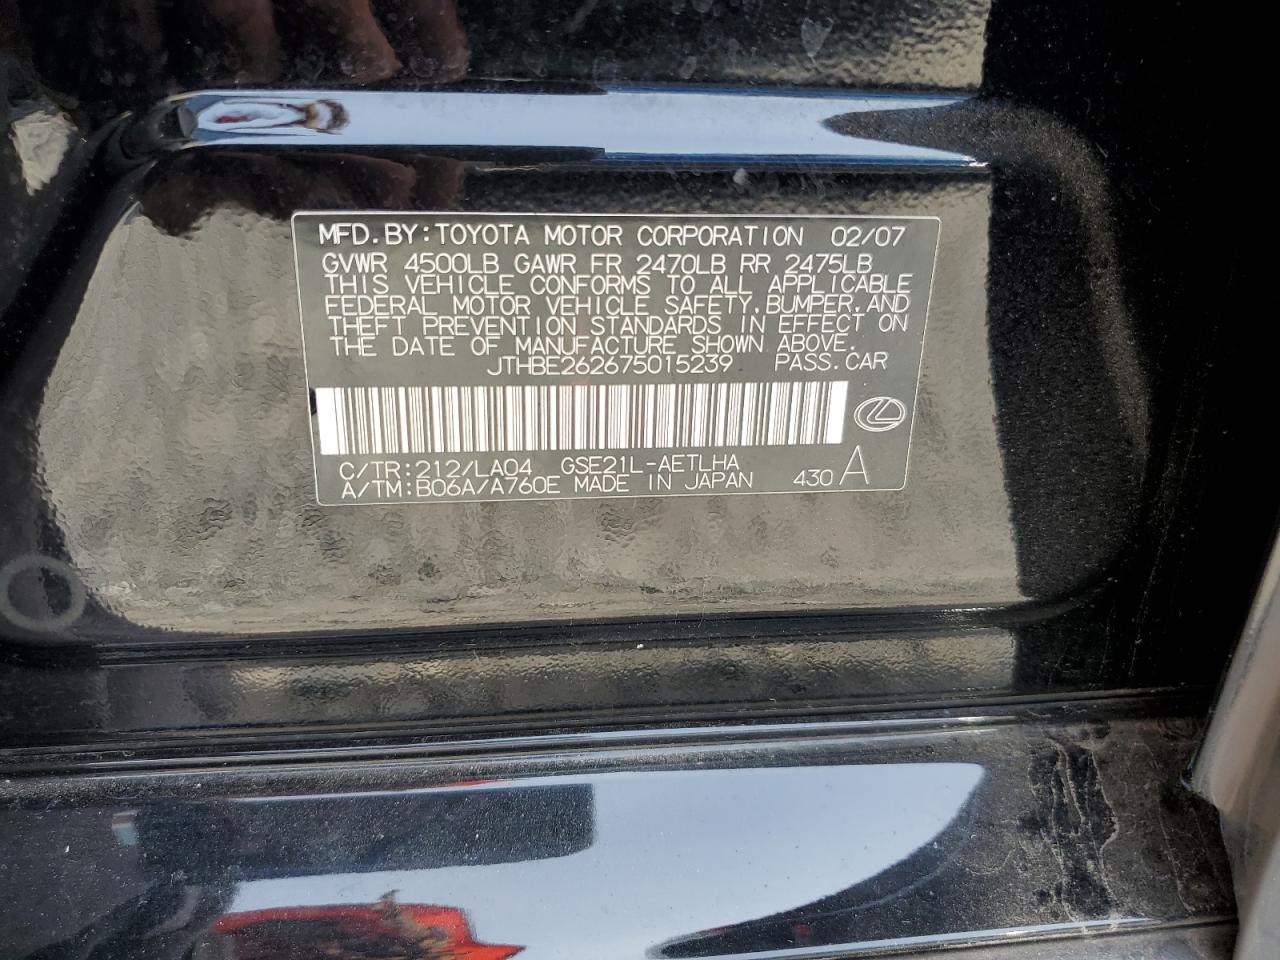 MFD.BY:TOYOTA MOTOR CORPORATION 02/07
GVWR 4500LB GAWR FR 2470LB RR 2475LB
THIS VEHICLE CONFORMS TO ALL APPLICABLE
FEDERAL MOTOR VEHICLE SAFETY,BUMPER,AND
THEFT PREVENTION STANDARDS IN EFFECT ON
THE DATE OF MANUFACTURE SHOWN ABOVE.
JTHBE262675015239 PASS.CAR
C/TR:212/LA04 GSE21L-AETLHA
A/TM:B06A/A760E MADE IN JAPAN 430 A